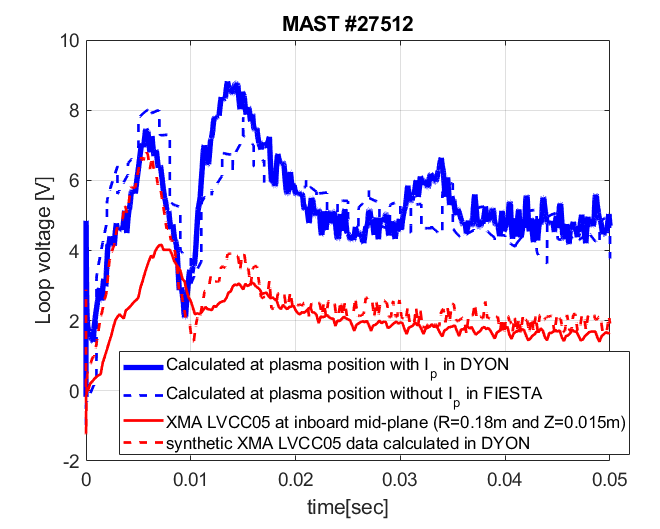 MAST #27512
10
8
6
4
2
0
-2
Loop voltage [V]
Calculated at plasma position with Ip in DYON
Calculated at plasma position without Ip in FIESTA
XMA LVCC05 at inboard mid-plane (R=0.18m and Z=0.015m)
synthetic XMA LVCC05 data calculated in DYON
0
0.01
0.02
0.03
0.04
0.05
time[sec]